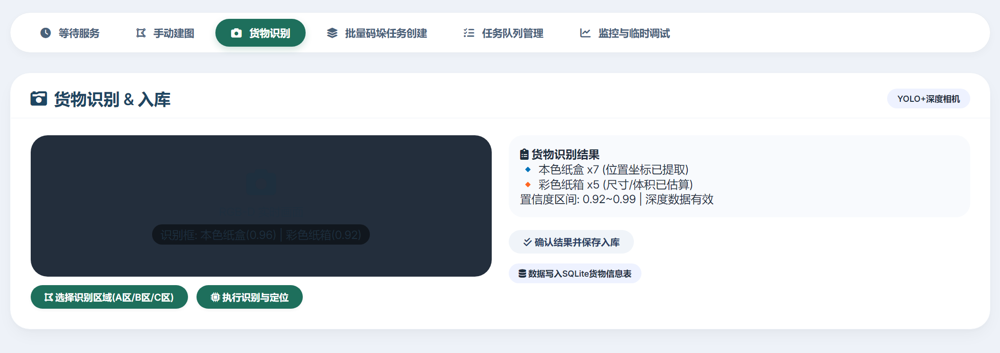 等待服务
手动建图
货物识别
批量码垛任务创建
任务队列管理
监控与临时调试
货物识别 & 入库
YOLO+深度相机
识别框: 本色纸盒(0.96) | 彩色纸箱(0.92)
选择识别区域(A区/B区/C区)
执行识别与定位
货物识别结果
本色纸盒 x7 (位置坐标已提取)
彩色纸箱 x5 (尺寸/体积已估算)
置信度区间: 0.92~0.99 | 深度数据有效
确认结果并保存入库
数据写入SQLite货物信息表